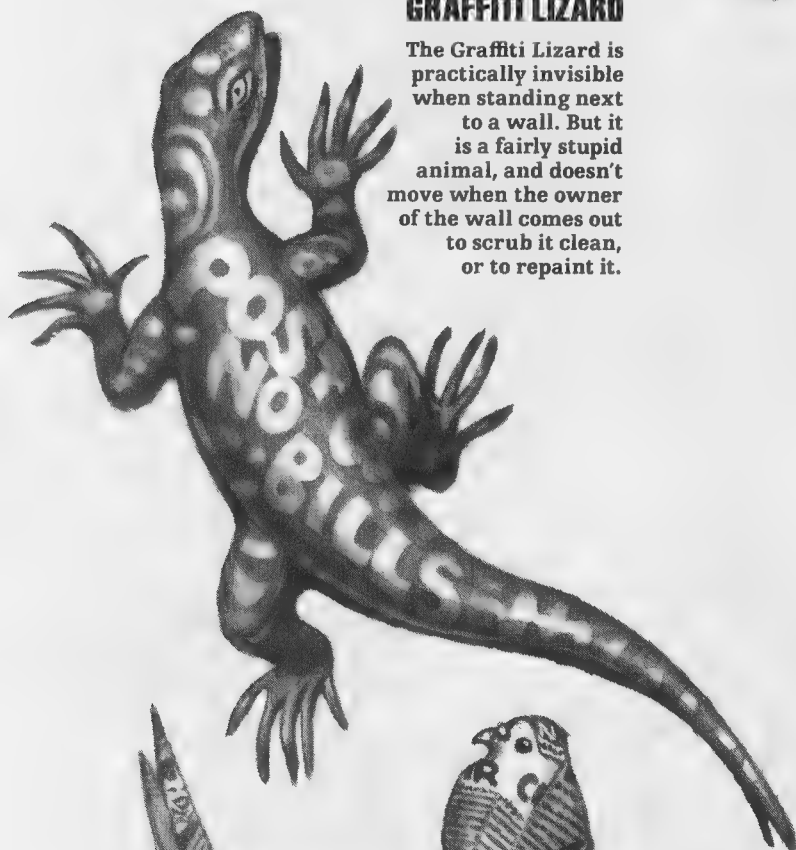 GRAFFITI LIZARD
The Graffiti Lizard is
practically invisible
when standing next
to a wall. But it
is a fairly stupid
animal, and doesn't
move when the owner
of the wall comes out
to scrub it clean,
or to repaint it.
NO
BILLS